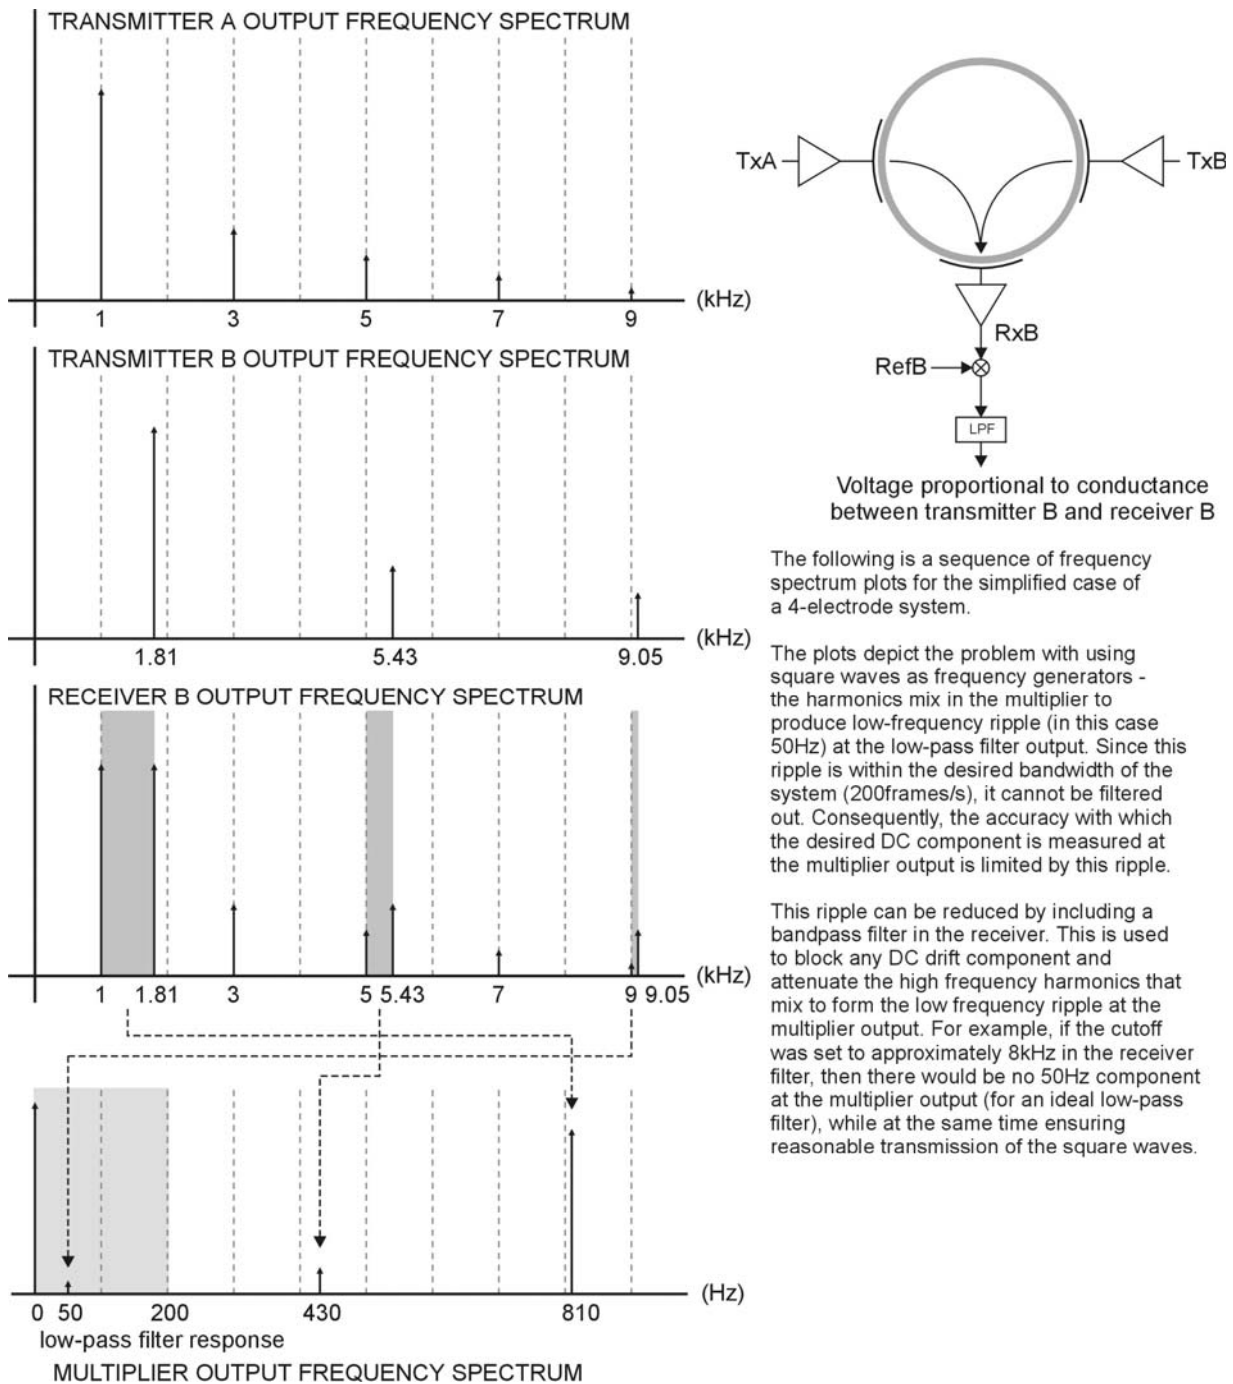 TRANSMITTER A OUTPUT FREQUENCY SPECTRUM
(kHz)
1 3 5 7 9
TRANSMITTER B OUTPUT FREQUENCY SPECTRUM
(kHz)
1.81 5.43 9.05
RECEIVER B OUTPUT FREQUENCY SPECTRUM
(kHz)
1 1.81 3 5 5.43 7 9 9.05
(Hz)
0 50 200 430 810
low-pass filter response
MULTIPLIER OUTPUT FREQUENCY SPECTRUM
TxA
TxB
RxB
RefB
LPF
Voltage proportional to conductance
between transmitter B and receiver B
The following is a sequence of frequency
spectrum plots for the simplified case of
a 4-electrode system.
The plots depict the problem with using
square waves as frequency generators -
the harmonics mix in the multiplier to
produce low-frequency ripple (in this case
50Hz) at the low-pass filter output. Since this
ripple is within the desired bandwidth of the
system (200frames/s), it cannot be filtered
out. Consequently, the accuracy with which
the desired DC component is measured at
the multiplier output is limited by this ripple.
This ripple can be reduced by including a
bandpass filter in the receiver. This is used
to block any DC drift component and
attenuate the high frequency harmonics that
mix to form the low frequency ripple at the
multiplier output. For example, if the cutoff
was set to approximately 8kHz in the receiver
filter, then there would be no 50Hz component
at the multiplier output (for an ideal low-pass
filter), while at the same time ensuring
reasonable transmission of the square waves.